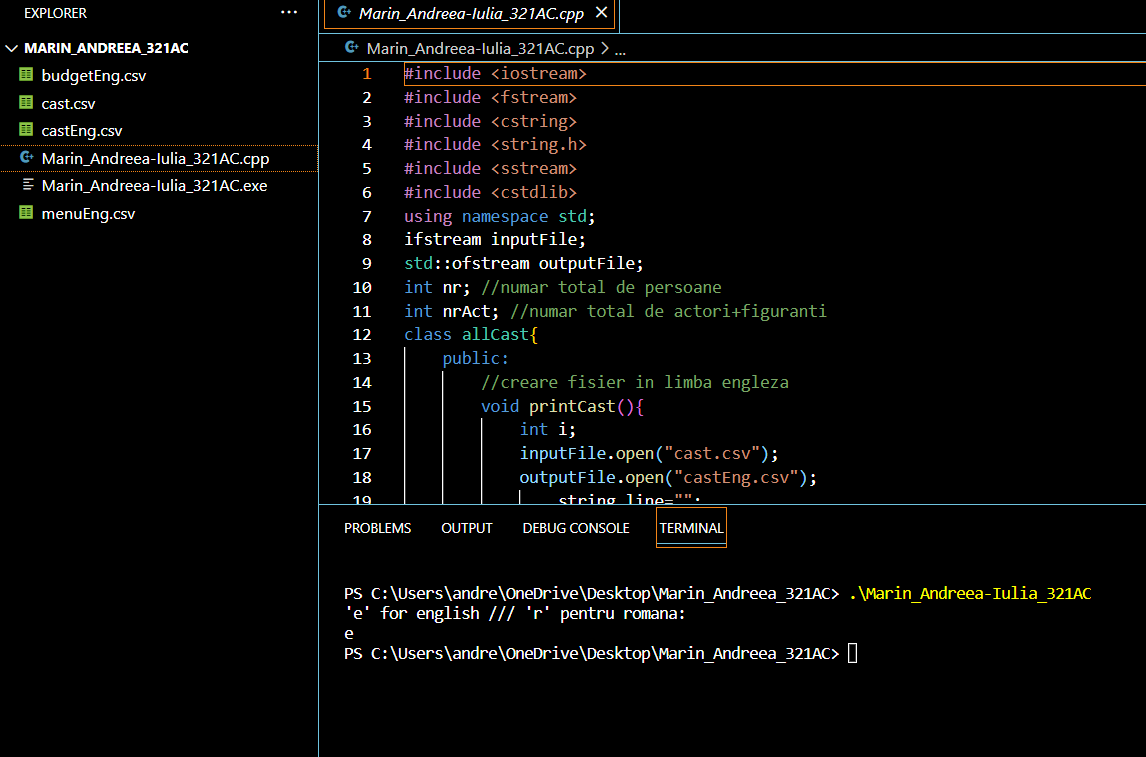 EXPLORER
...
MARIN_ANDREEA_321AC
budgetEng.csv
cast.csv
castEng.csv
Marin_Andreea-Iulia_321AC.cpp
Marin_Andreea-Iulia_321AC.exe
menuEng.csv
Marin_Andreea-Iulia_321AC.cpp
Marin_Andreea-Iulia_321AC.cpp > ...
1 #include <iostream>
2 #include <fstream>
3 #include <cstring>
4 #include <string.h>
5 #include <sstream>
6 #include <cstdlib>
7 using namespace std;
8 ifstream inputFile;
9 std::ofstream outputFile;
10 int nr; //numar total de persoane
11 int nrAct; //numar total de actori+figuranti
12 class allCast{
13 public:
14 //creare fisier in limba engleza
15 void printCast(){
16 int i;
17 inputFile.open("cast.csv");
18 outputFile.open("castEng.csv");
19 string line="";
PROBLEMS OUTPUT DEBUG CONSOLE TERMINAL
PS C:\Users\andre\OneDrive\Desktop\Marin_Andreea_321AC> .\Marin_Andreea-Iulia_321AC
'e' for english /// 'r' pentru romana:
e
PS C:\Users\andre\OneDrive\Desktop\Marin_Andreea_321AC>